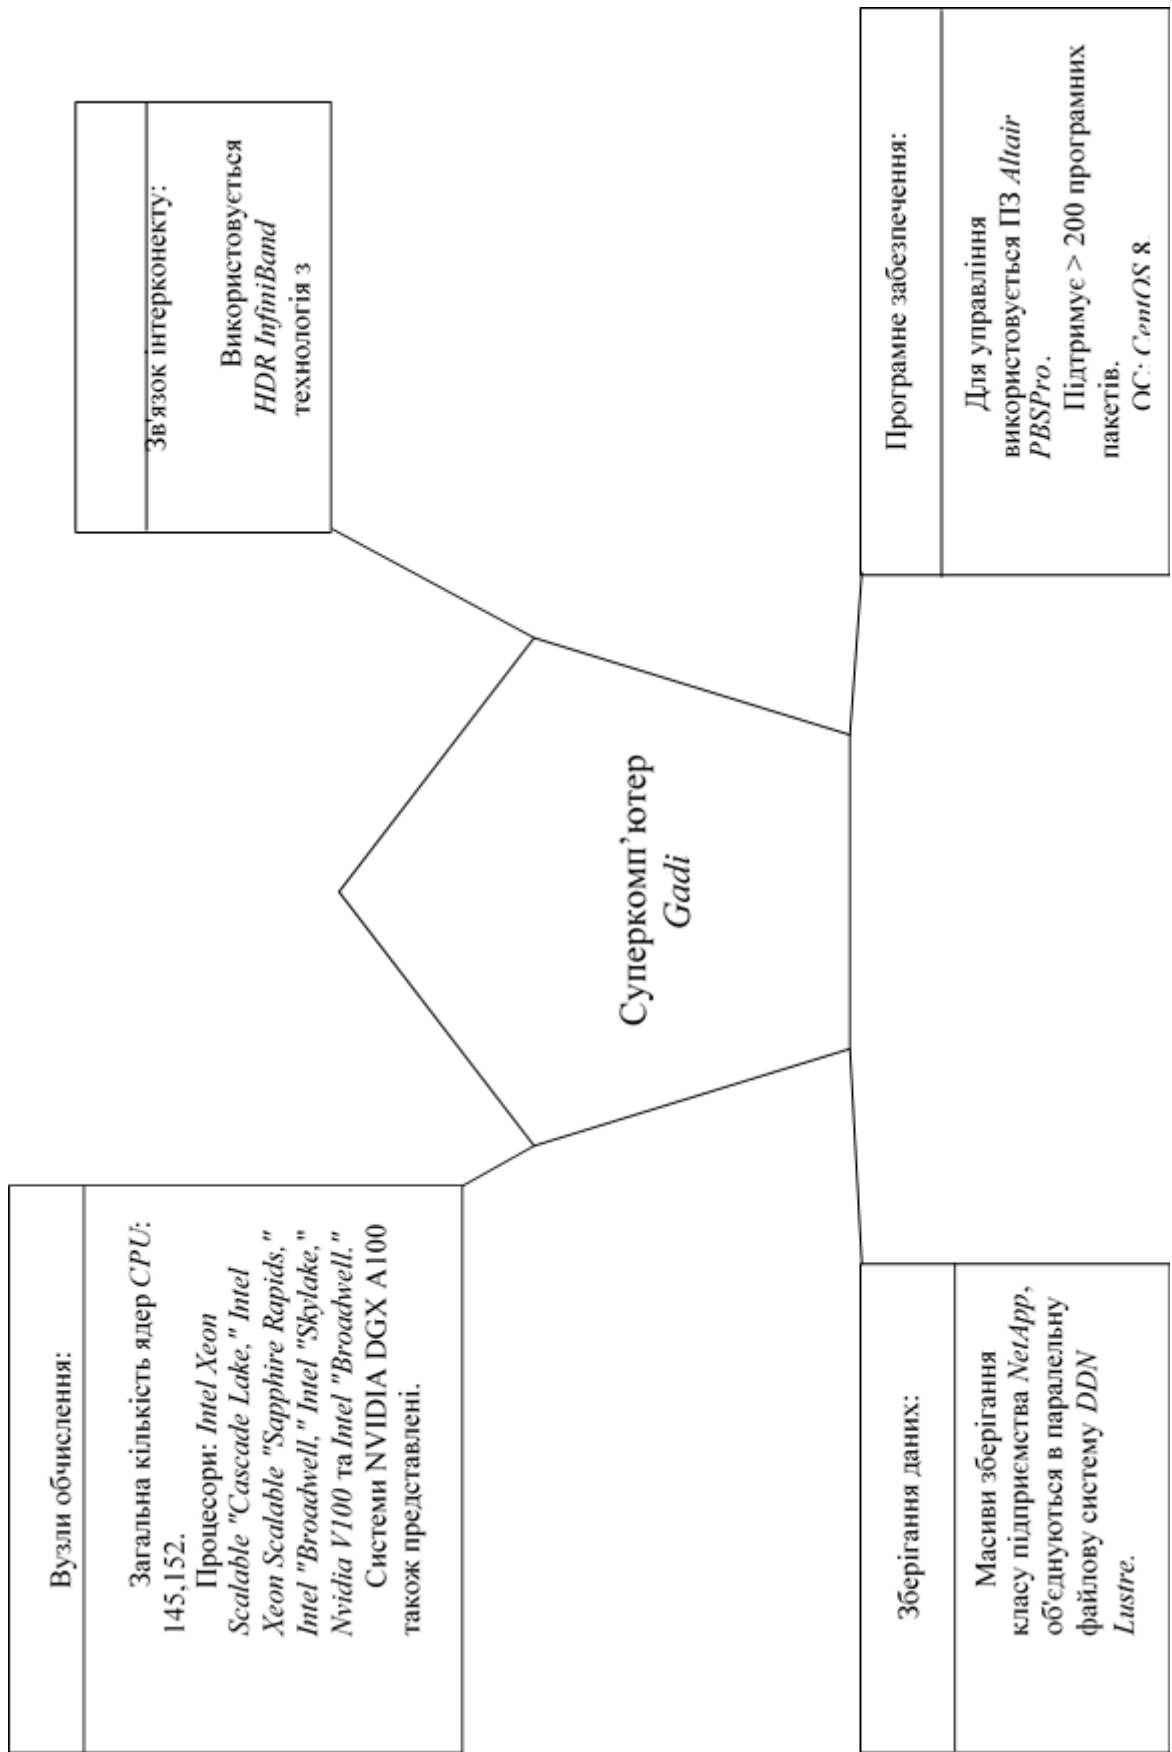 Вузли обчислення:
Загальна кількість ядер CPU:
145,152.
Процесори: Intel Xeon
Scalable "Cascade Lake," Intel
Xeon Scalable "Sapphire Rapids,"
Intel "Broadwell," Intel "Skylake,"
Nvidia V100 та Intel "Broadwell."
Системи NVIDIA DGX A100
також представлені.
Зв'язок інтерконекту:
Використовується
HDR InfiniBand
технологія з
Суперкомп’ютер
Gadi
Зберігання даних:
Масиви зберігання
класу підприємства NetApp,
об'єднуються в паралельну
файлову систему DDN
Lustre.
Програмне забезпечення:
Для управління
використовується ПЗ Altair
PBSPro.
Підтримує > 200 програмних
пакетів.
ОС: CentOS 8.